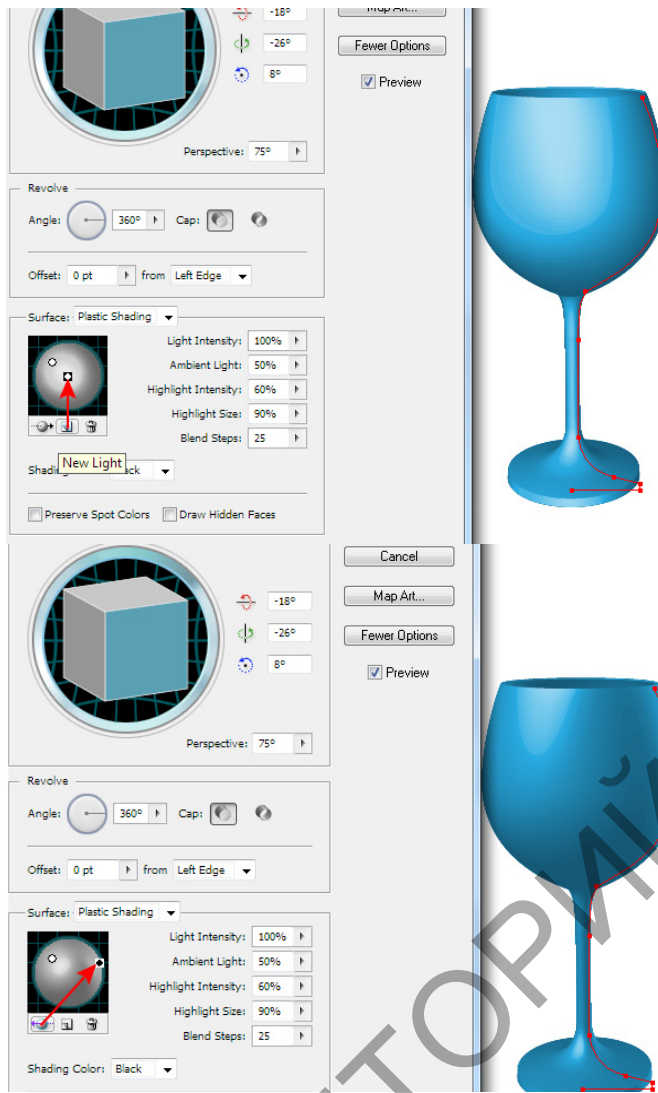 -18°
Map Art...
-26°
Fewer Options
8°
Preview
Perspective: 75°
Revolve
Angle: 360° Cap:
Offset: 0 pt from Left Edge
Surface: Plastic Shading
Light Intensity: 100%
Ambient Light: 50%
Highlight Intensity: 60%
Highlight Size: 90%
Blend Steps: 25
New Light
Preserve Spot Colors Draw Hidden Faces
Cancel
-18°
Map Art...
-26°
Fewer Options
8°
Preview
Perspective: 75°
Revolve
Angle: 360° Cap:
Offset: 0 pt from Left Edge
Surface: Plastic Shading
Light Intensity: 100%
Ambient Light: 50%
Highlight Intensity: 60%
Highlight Size: 90%
Blend Steps: 25
Shading Color: Black
ТОРИЙ